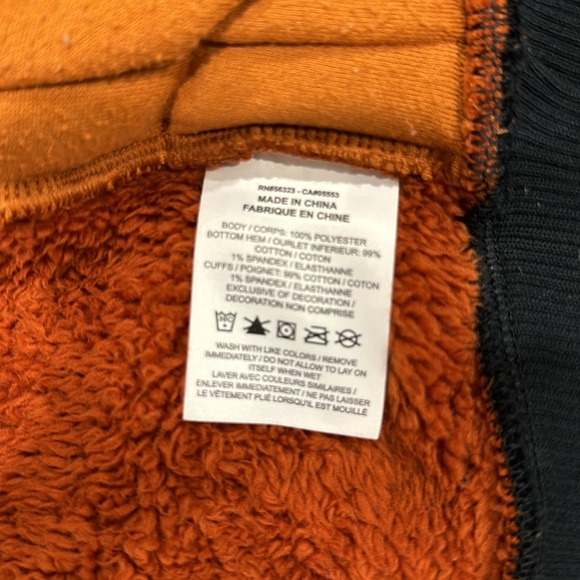 RN#56323 - CA#05553
MADE IN CHINA
FABRIQUE EN CHINE
BODY / CORPS: 100% POLYESTER
BOTTOM HEM / OURLET INFERIEUR: 99%
COTTON / COTON
1% SPANDEX / ELASTHANNE
CUFFS / POIGNET: 99% COTTON / COTON
1% SPANDEX / ELASTHANNE
EXCLUSIVE OF DECORATION /
DECORATION NON COMPRISE
30C
WASH WITH LIKE COLORS / REMOVE
IMMEDIATELY / DO NOT ALLOW TO LAY ON
ITSELF WHEN WET
LAVER AVEC COULEURS SIMILAIRES /
ENLEVER IMMEDIATEMENT / NE PAS LAISSER
LE VÊTEMENT PLIÉ LORSQU'IL EST MOUILLÉ